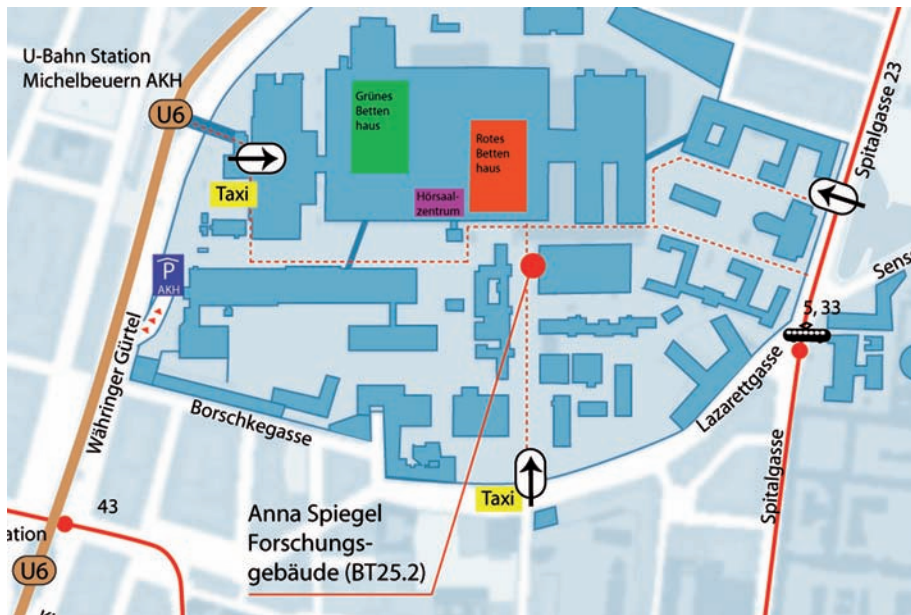 U-Bahn Station
Michelbeuern AKH
U6
Grünes
Betten
haus
Rotes
Betten
haus
Hörsaal-
zentrum
Taxi
Spitalgasse 23
P
AKH
Währinger Gürtel
Borschkegasse
5, 33
Lazarettgasse
Spitalgasse
Taxi
43
Anna Spiegel
Forschungs-
gebäude (BT25.2)
ation
U6
Sens